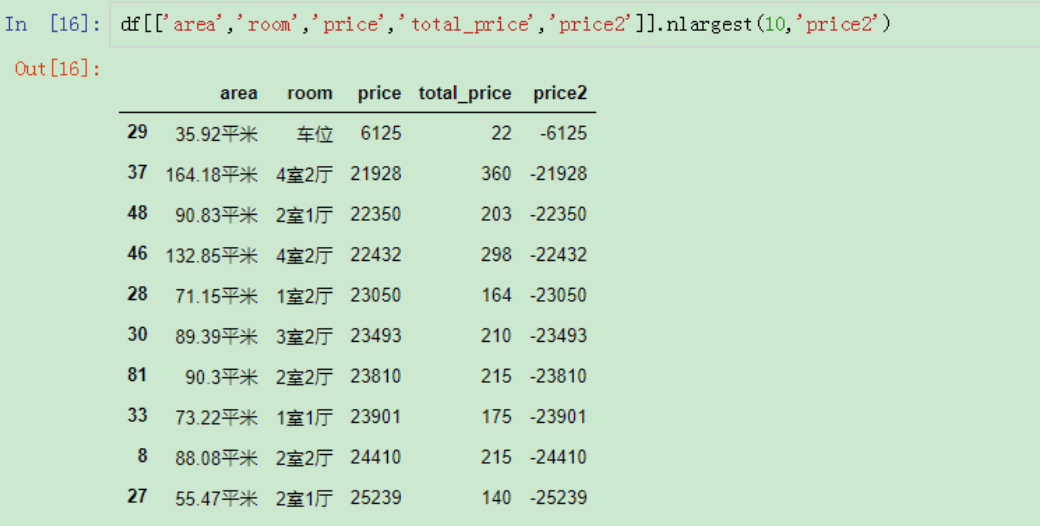 In [16]: df[['area','room','price','total_price','price2']].nlargest(10,'price2')
Out[16]:
area room price total_price price2
29 35.92平米 车位 6125 22 -6125
37 164.18平米 4室2厅 21928 360 -21928
48 90.83平米 2室1厅 22350 203 -22350
46 132.85平米 4室2厅 22432 298 -22432
28 71.15平米 1室2厅 23050 164 -23050
30 89.39平米 3室2厅 23493 210 -23493
81 90.3平米 2室2厅 23810 215 -23810
33 73.22平米 1室1厅 23901 175 -23901
8 88.08平米 2室2厅 24410 215 -24410
27 55.47平米 2室1厅 25239 140 -25239